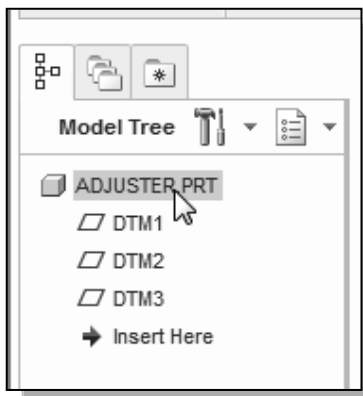 Model Tree
ADJUSTER.PRT
DTM1
DTM2
DTM3
Insert Here